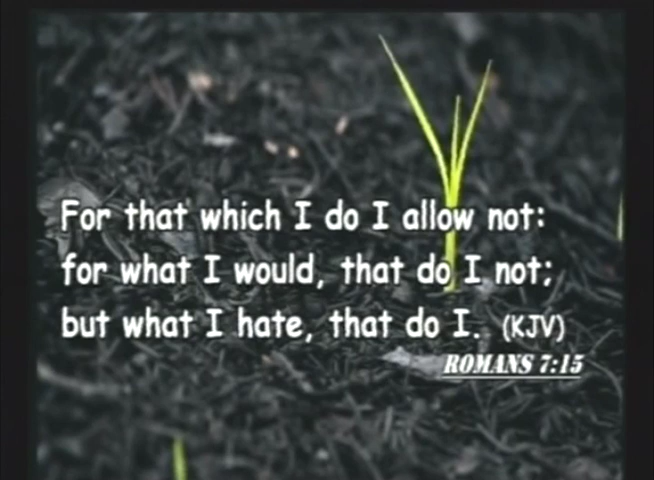 For that which I do I allow not:
for what I would, that do I not;
but what I hate, that do I. (KJV)
ROMANS 7:15